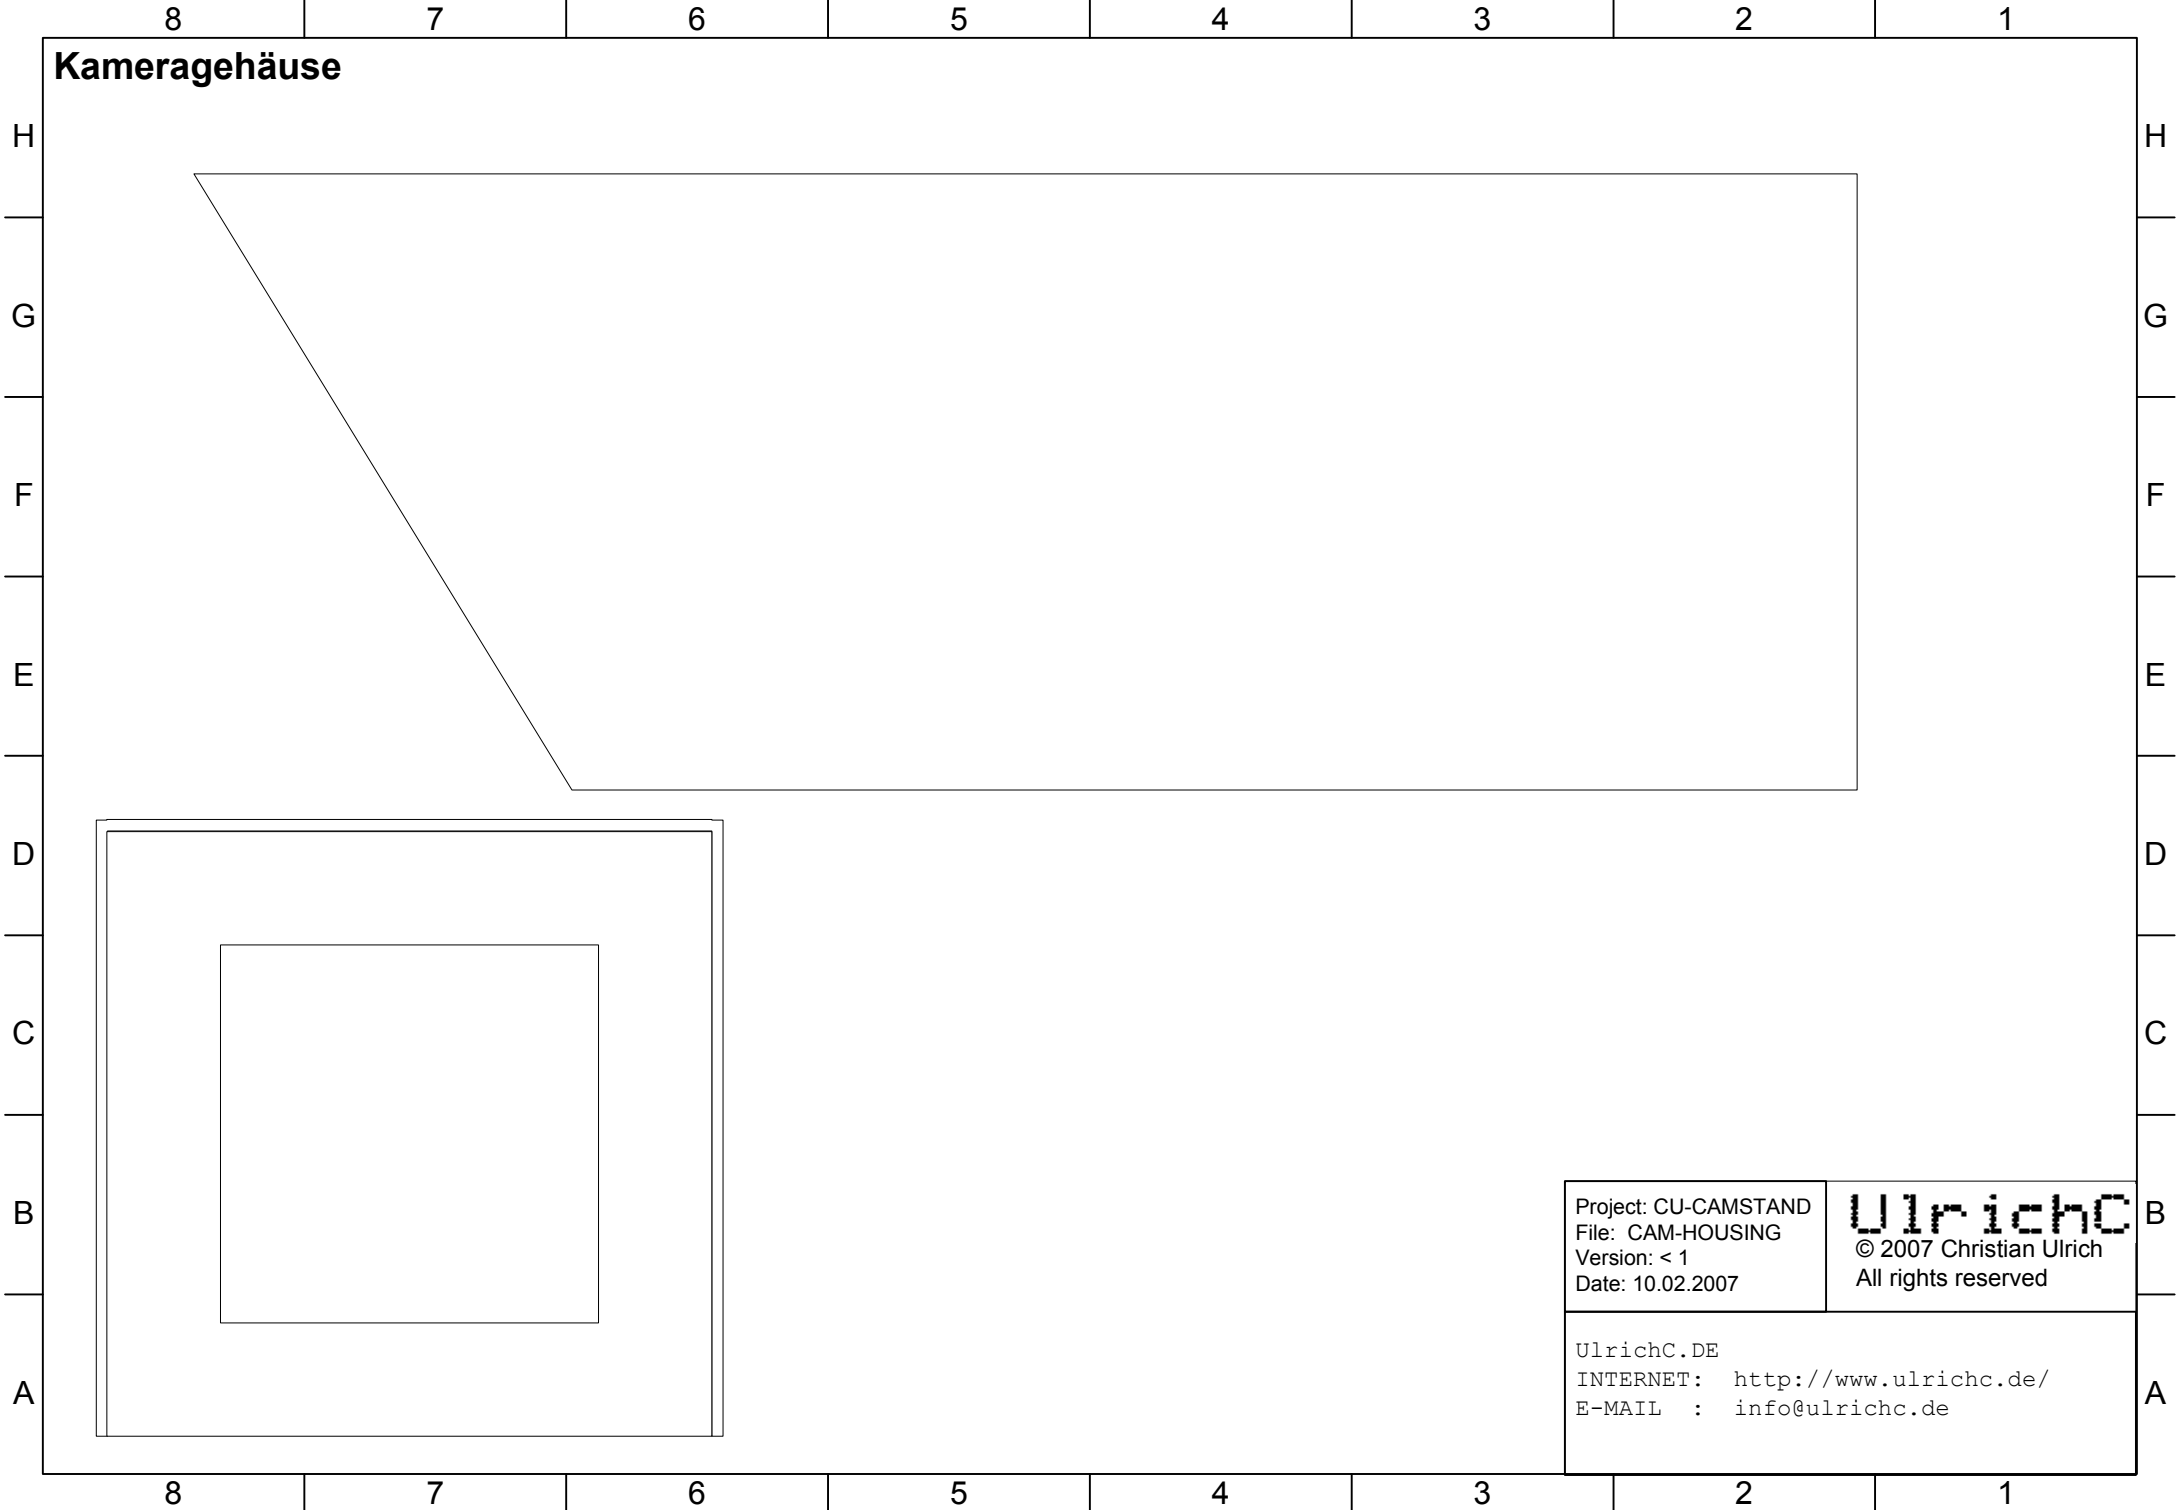 8 7 6 5 4 3 2 1
Kameragehäuse
H H
G G
F F
E E
D D
C C
B B
A A
Project: CU-CAMSTAND
File: CAM-HOUSING
Version: < 1
Date: 10.02.2007
UlrichC
© 2007 Christian Ulrich
All rights reserved
UlrichC.DE
INTERNET: http://www.ulrichc.de/
E-MAIL : info@ulrichc.de
8 7 6 5 4 3 2 1